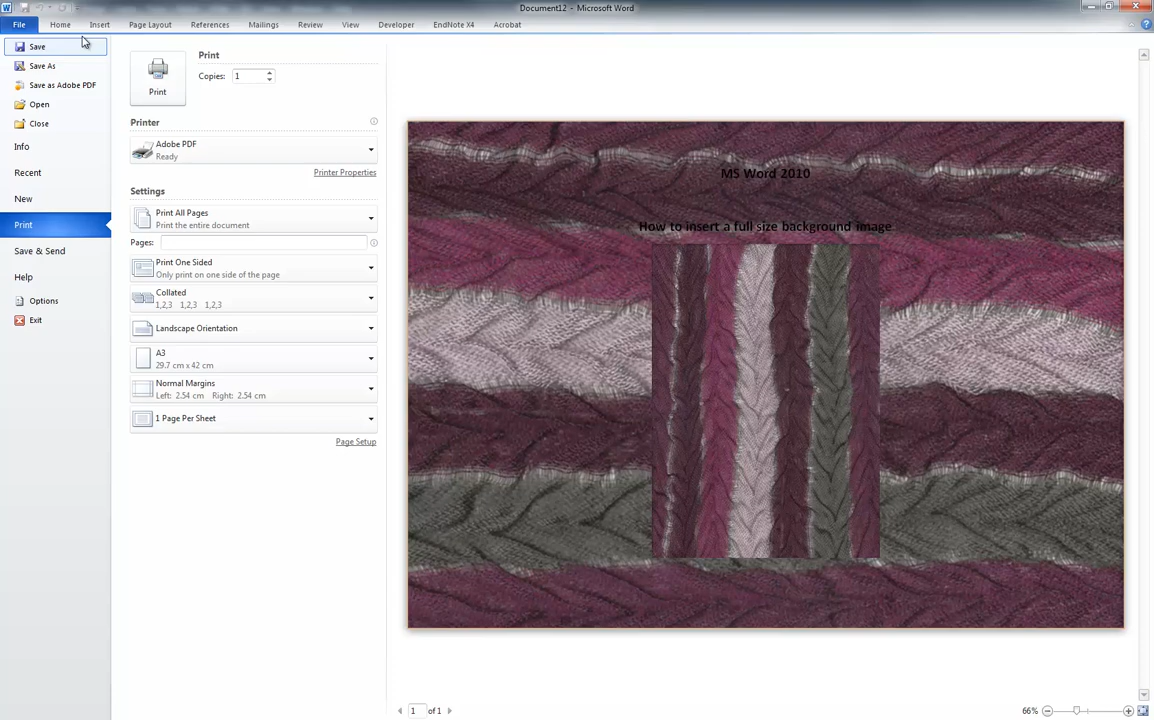 Document12 – Microsoft Word
File Home Insert Page Layout References Mailings Review View Developer EndNote X4 Acrobat
Save
Save As
Save as Adobe PDF
Open
Close
Info
Recent
New
Print
Save & Send
Help
Options
Exit
Print
Print
Copies: 1
Printer
Adobe PDF
Ready
Printer Properties
Settings
Print All Pages
Print the entire document
Pages:
Print One Sided
Only print on one side of the page
Collated
1,2,3 1,2,3 1,2,3
Landscape Orientation
A3
29.7 cm x 42 cm
Normal Margins
Left: 2.54 cm Right: 2.54 cm
1 Page Per Sheet
Page Setup
MS Word 2010
How to insert a full size background image
1 of 1
66%